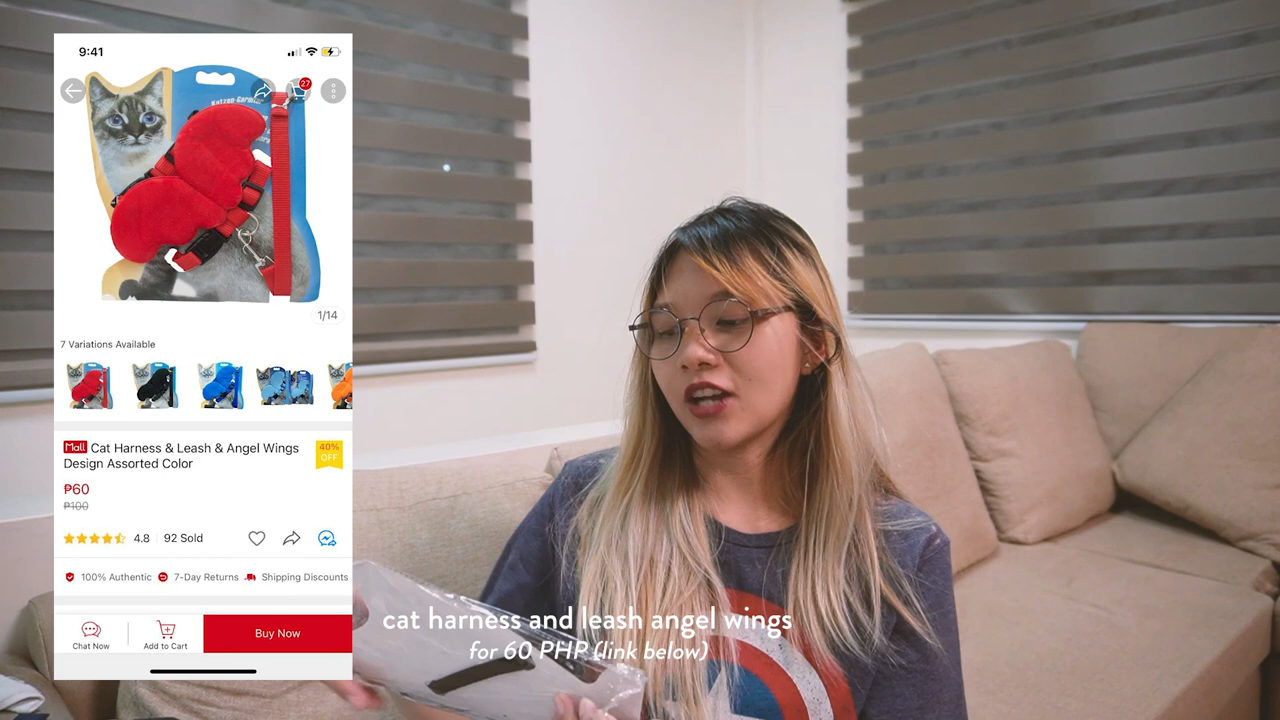 9:41
27
1/14
7 Variations Available
Mall Cat Harness & Leash & Angel Wings
Design Assorted Color
40%
OFF
₱60
₱100
4.8
92 Sold
100% Authentic
7-Day Returns
Shipping Discounts
Chat Now
Add to Cart
Buy Now
cat harness and leash angel wings
for 60 PHP (link below)